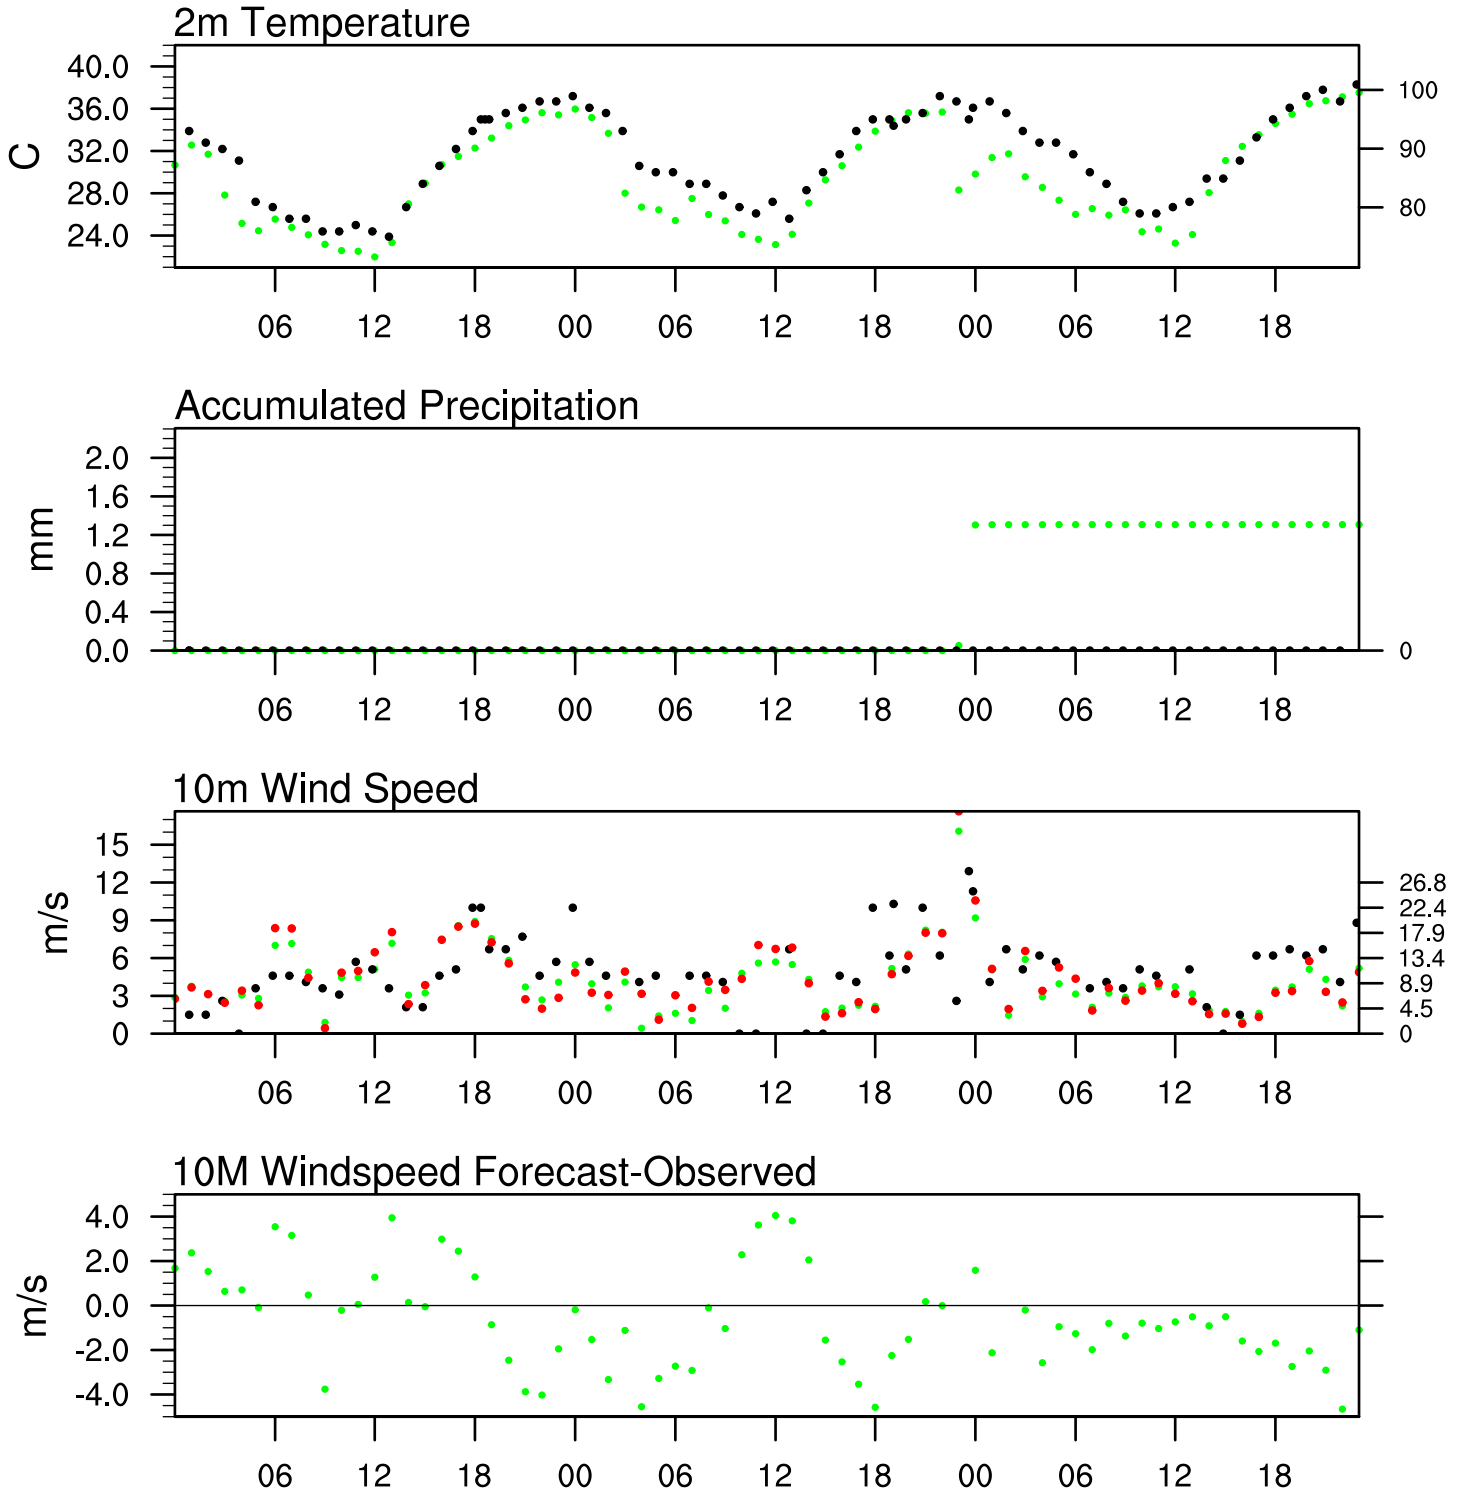 2m Temperature
40.0
36.0
32.0
28.0
24.0
C
100
90
80
06 12 18 00 06 12 18 00 06 12 18
Accumulated Precipitation
2.0
1.6
1.2
0.8
0.4
0.0
mm
0
06 12 18 00 06 12 18 00 06 12 18
10m Wind Speed
15
12
9
6
3
0
m/s
26.8
22.4
17.9
13.4
8.9
4.5
0
06 12 18 00 06 12 18 00 06 12 18
10M Windspeed Forecast-Observed
4.0
2.0
0.0
-2.0
-4.0
m/s
06 12 18 00 06 12 18 00 06 12 18